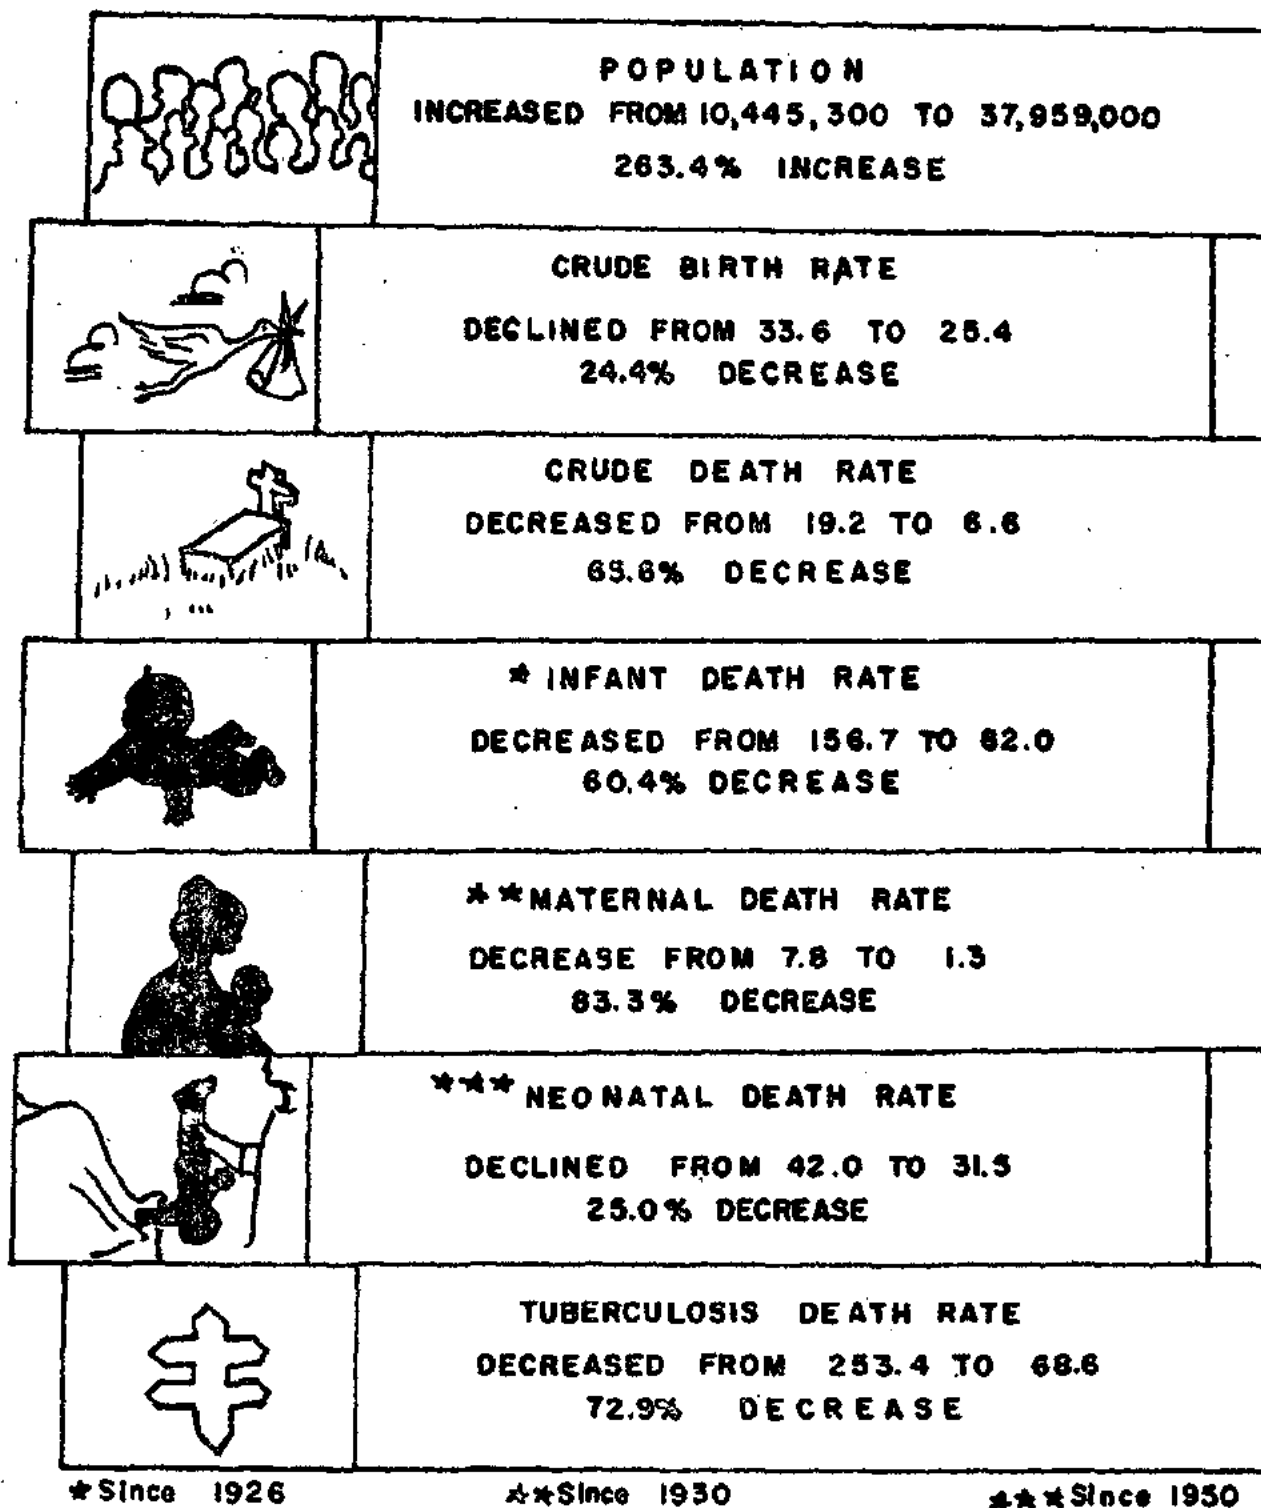 POPULATION
INCREASED FROM 10,445,300 TO 37,959,000
263.4% INCREASE
CRUDE BIRTH RATE
DECLINED FROM 33.6 TO 25.4
24.4% DECREASE
CRUDE DEATH RATE
DECREASED FROM 19.2 TO 6.6
65.6% DECREASE
*INFANT DEATH RATE
DECREASED FROM 156.7 TO 62.0
60.4% DECREASE
**MATERNAL DEATH RATE
DECREASE FROM 7.8 TO 1.3
83.3% DECREASE
***NEONATAL DEATH RATE
DECLINED FROM 42.0 TO 31.5
25.0% DECREASE
TUBERCULOSIS DEATH RATE
DECREASED FROM 253.4 TO 68.6
72.9% DECREASE
*Since 1926 **Since 1930 ***Since 1950